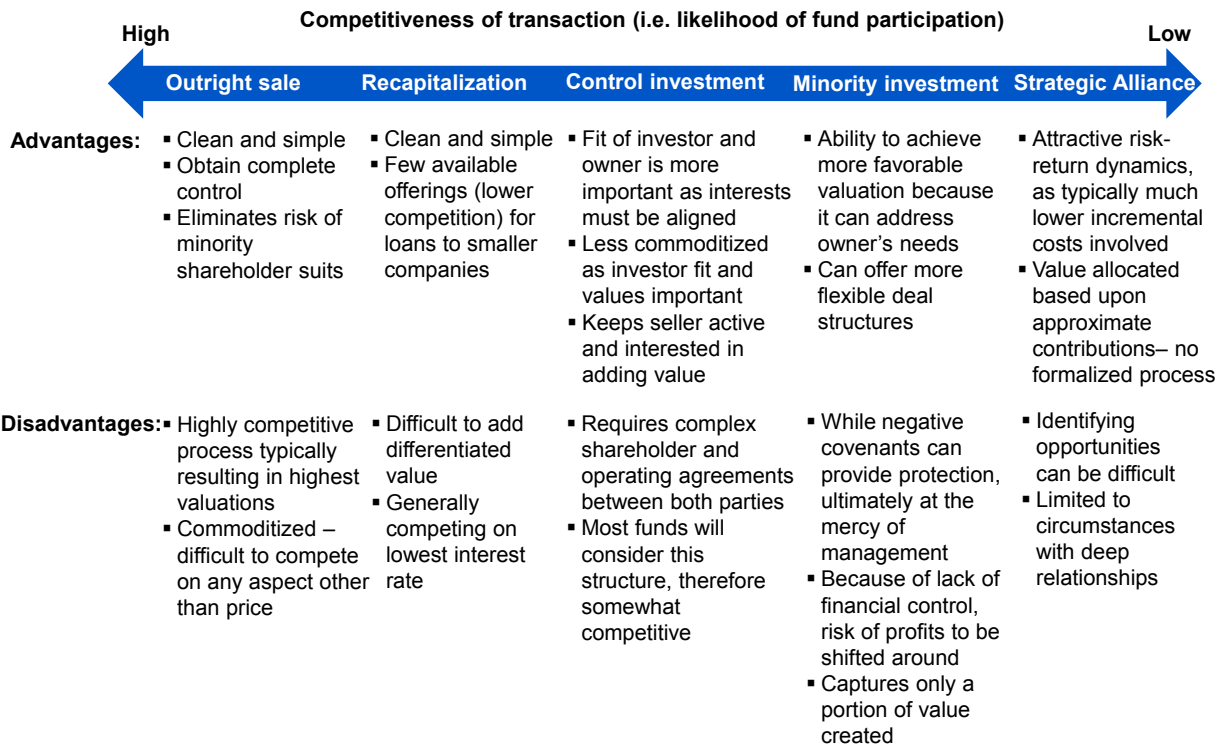 Competitiveness of transaction (i.e. likelihood of fund participation)
High
Low
Outright sale
Recapitalization
Control investment
Minority investment
Strategic Alliance
Advantages:
▪ Clean and simple
▪ Obtain complete
control
▪ Eliminates risk of
minority
shareholder suits
▪ Clean and simple
▪ Few available
offerings (lower
competition) for
loans to smaller
companies
▪ Fit of investor and
owner is more
important as interests
must be aligned
▪ Less commoditized
as investor fit and
values important
▪ Keeps seller active
and interested in
adding value
▪ Ability to achieve
more favorable
valuation because
it can address
owner's needs
▪ Can offer more
flexible deal
structures
▪ Attractive risk-
return dynamics,
as typically much
lower incremental
costs involved
▪ Value allocated
based upon
approximate
contributions– no
formalized process
Disadvantages:
▪ Highly competitive
process typically
resulting in highest
valuations
▪ Commoditized –
difficult to compete
on any aspect other
than price
▪ Difficult to add
differentiated
value
▪ Generally
competing on
lowest interest
rate
▪ Requires complex
shareholder and
operating agreements
between both parties
▪ Most funds will
consider this
structure, therefore
somewhat
competitive
▪ While negative
covenants can
provide protection,
ultimately at the
mercy of
management
▪ Because of lack of
financial control,
risk of profits to be
shifted around
▪ Captures only a
portion of value
created
▪ Identifying
opportunities
can be difficult
▪ Limited to
circumstances
with deep
relationships